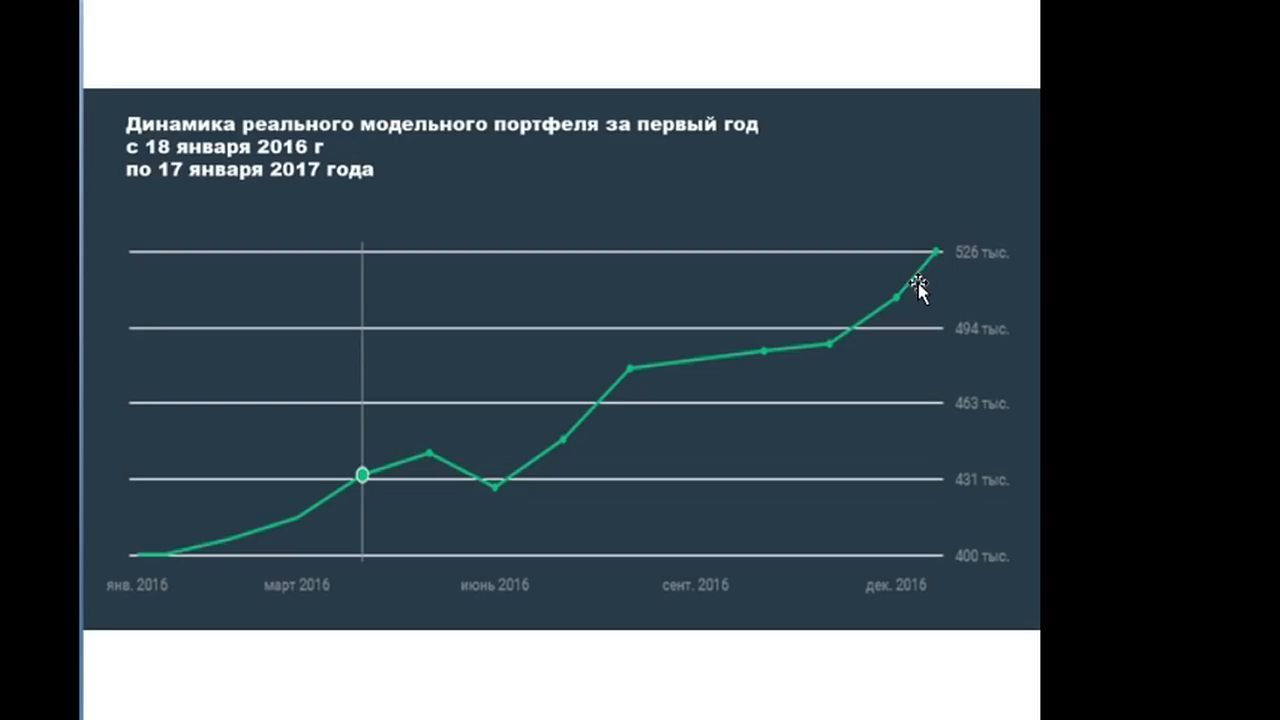 Динамика реального модельного портфеля за первый год
с 18 января 2016 г
по 17 января 2017 года
526 тыс.
494 тыс.
463 тыс.
431 тыс.
400 тыс.
янв. 2016 март 2016 июнь 2016 сент. 2016 дек. 2016